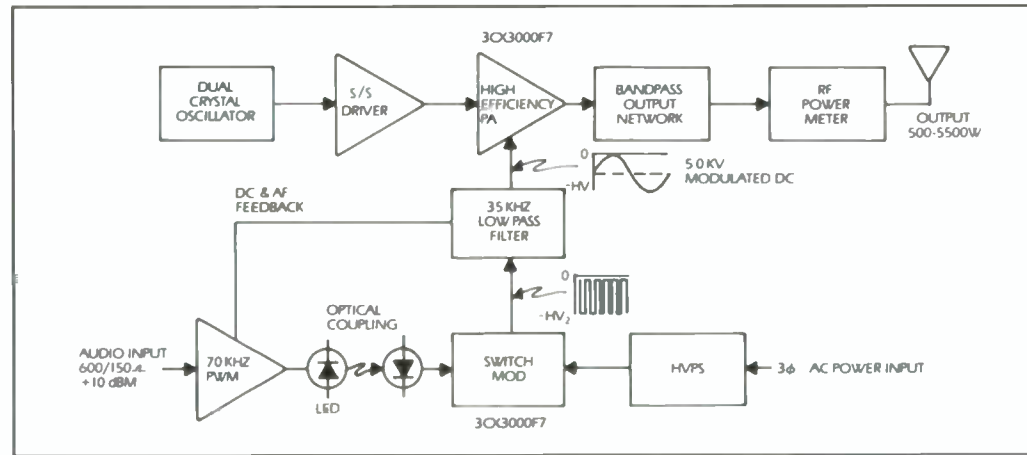 3CX3000F7
DUAL
CRYSTAL
OSCILLATOR
S/S
DRIVER
HIGH
EFFICIENCY
PA
BANDPASS
OUTPUT
NETWORK
RF
POWER
METER
OUTPUT
500-5500W
0
-HV
5.0 KV
MODULATED DC
DC & AF
FEEDBACK
35 KHZ
LOW PASS
FILTER
0
-HV₂
OPTICAL
COUPLING
AUDIO INPUT
600/150Ω
+10 dBM
70 KHZ
PWM
LED
SWITCH
MOD
HVPS
3ϕ AC POWER INPUT
3CX3000F7